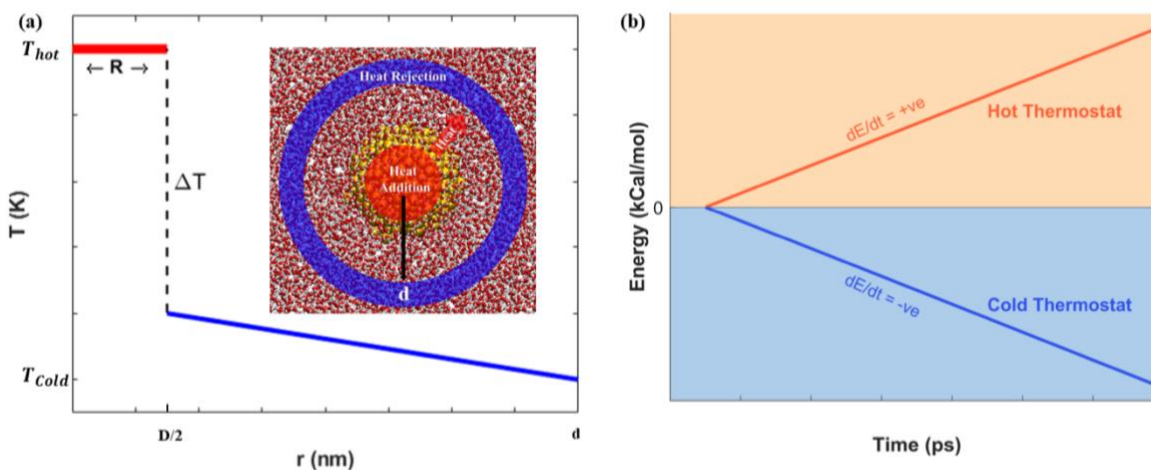 (a)
T_hot
← R →
ΔT
T (K)
T_Cold
D/2
d
r (nm)
Heat Rejection
Heat
Addition
d
(b)
Energy (kCal/mol)
0
dE/dt = +ve
Hot Thermostat
dE/dt = -ve
Cold Thermostat
Time (ps)